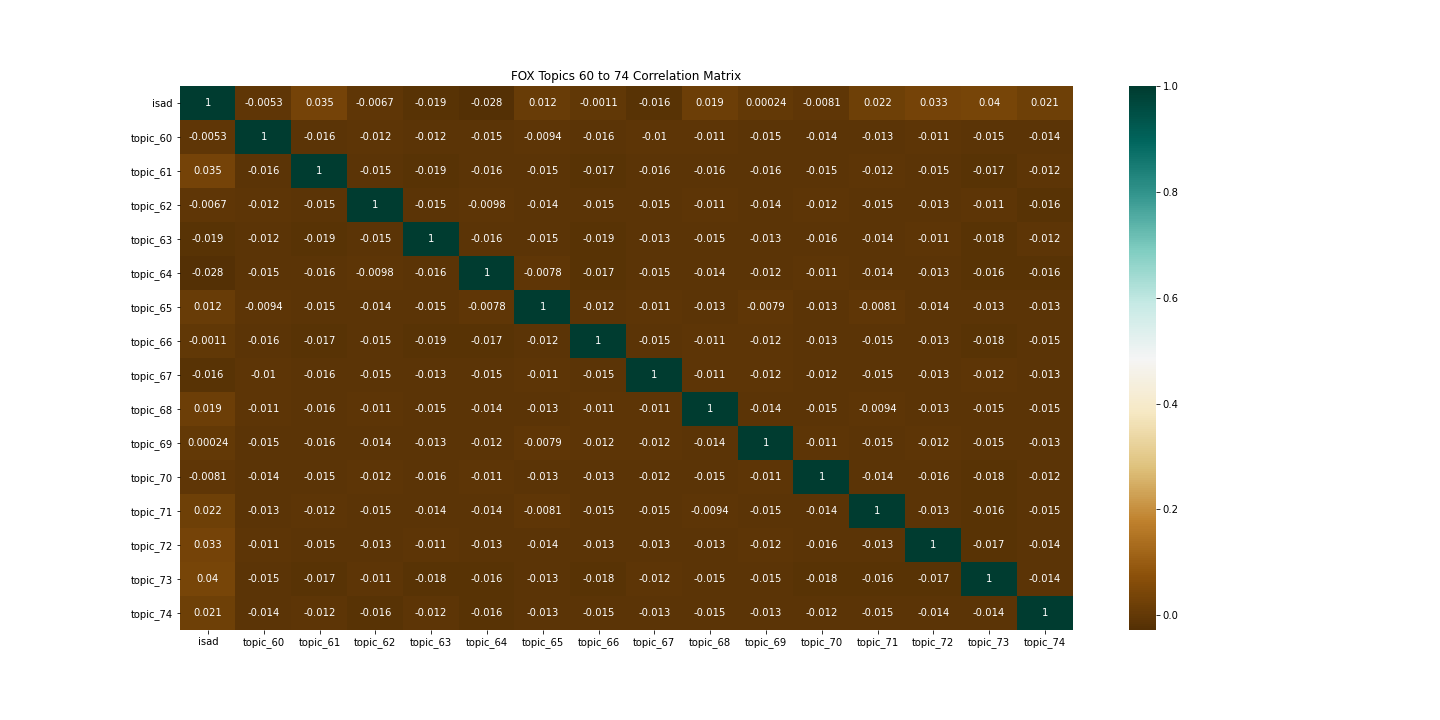 FOX Topics 60 to 74 Correlation Matrix
isad 1 -0.0053 0.035 -0.0067 -0.019 -0.028 0.012 -0.0011 -0.016 0.019 0.00024 -0.0081 0.022 0.033 0.04 0.021
topic_60 -0.0053 1 -0.016 -0.012 -0.012 -0.015 -0.0094 -0.016 -0.01 -0.011 -0.015 -0.014 -0.013 -0.011 -0.015 -0.014
topic_61 0.035 -0.016 1 -0.015 -0.019 -0.016 -0.015 -0.017 -0.016 -0.016 -0.016 -0.015 -0.012 -0.015 -0.017 -0.012
topic_62 -0.0067 -0.012 -0.015 1 -0.015 -0.0098 -0.014 -0.015 -0.015 -0.011 -0.014 -0.012 -0.015 -0.013 -0.011 -0.016
topic_63 -0.019 -0.012 -0.019 -0.015 1 -0.016 -0.015 -0.019 -0.013 -0.015 -0.013 -0.016 -0.014 -0.011 -0.018 -0.012
topic_64 -0.028 -0.015 -0.016 -0.0098 -0.016 1 -0.0078 -0.017 -0.015 -0.014 -0.012 -0.011 -0.014 -0.013 -0.016 -0.016
topic_65 0.012 -0.0094 -0.015 -0.014 -0.015 -0.0078 1 -0.012 -0.011 -0.013 -0.0079 -0.013 -0.0081 -0.014 -0.013 -0.013
topic_66 -0.0011 -0.016 -0.017 -0.015 -0.019 -0.017 -0.012 1 -0.015 -0.011 -0.012 -0.013 -0.015 -0.013 -0.018 -0.015
topic_67 -0.016 -0.01 -0.016 -0.015 -0.013 -0.015 -0.011 -0.015 1 -0.011 -0.012 -0.012 -0.015 -0.013 -0.012 -0.013
topic_68 0.019 -0.011 -0.016 -0.011 -0.015 -0.014 -0.013 -0.011 -0.011 1 -0.014 -0.015 -0.0094 -0.013 -0.015 -0.015
topic_69 0.00024 -0.015 -0.016 -0.014 -0.013 -0.012 -0.0079 -0.012 -0.012 -0.014 1 -0.011 -0.015 -0.012 -0.015 -0.013
topic_70 -0.0081 -0.014 -0.015 -0.012 -0.016 -0.011 -0.013 -0.013 -0.012 -0.015 -0.011 1 -0.014 -0.016 -0.018 -0.012
topic_71 0.022 -0.013 -0.012 -0.015 -0.014 -0.014 -0.0081 -0.015 -0.015 -0.0094 -0.015 -0.014 1 -0.013 -0.016 -0.015
topic_72 0.033 -0.011 -0.015 -0.013 -0.011 -0.013 -0.014 -0.013 -0.013 -0.013 -0.012 -0.016 -0.013 1 -0.017 -0.014
topic_73 0.04 -0.015 -0.017 -0.011 -0.018 -0.016 -0.013 -0.018 -0.012 -0.015 -0.015 -0.018 -0.016 -0.017 1 -0.014
topic_74 0.021 -0.014 -0.012 -0.016 -0.012 -0.016 -0.013 -0.015 -0.013 -0.015 -0.013 -0.012 -0.015 -0.014 -0.014 1
isad topic_60 topic_61 topic_62 topic_63 topic_64 topic_65 topic_66 topic_67 topic_68 topic_69 topic_70 topic_71 topic_72 topic_73 topic_74
1.0
0.8
0.6
0.4
0.2
0.0